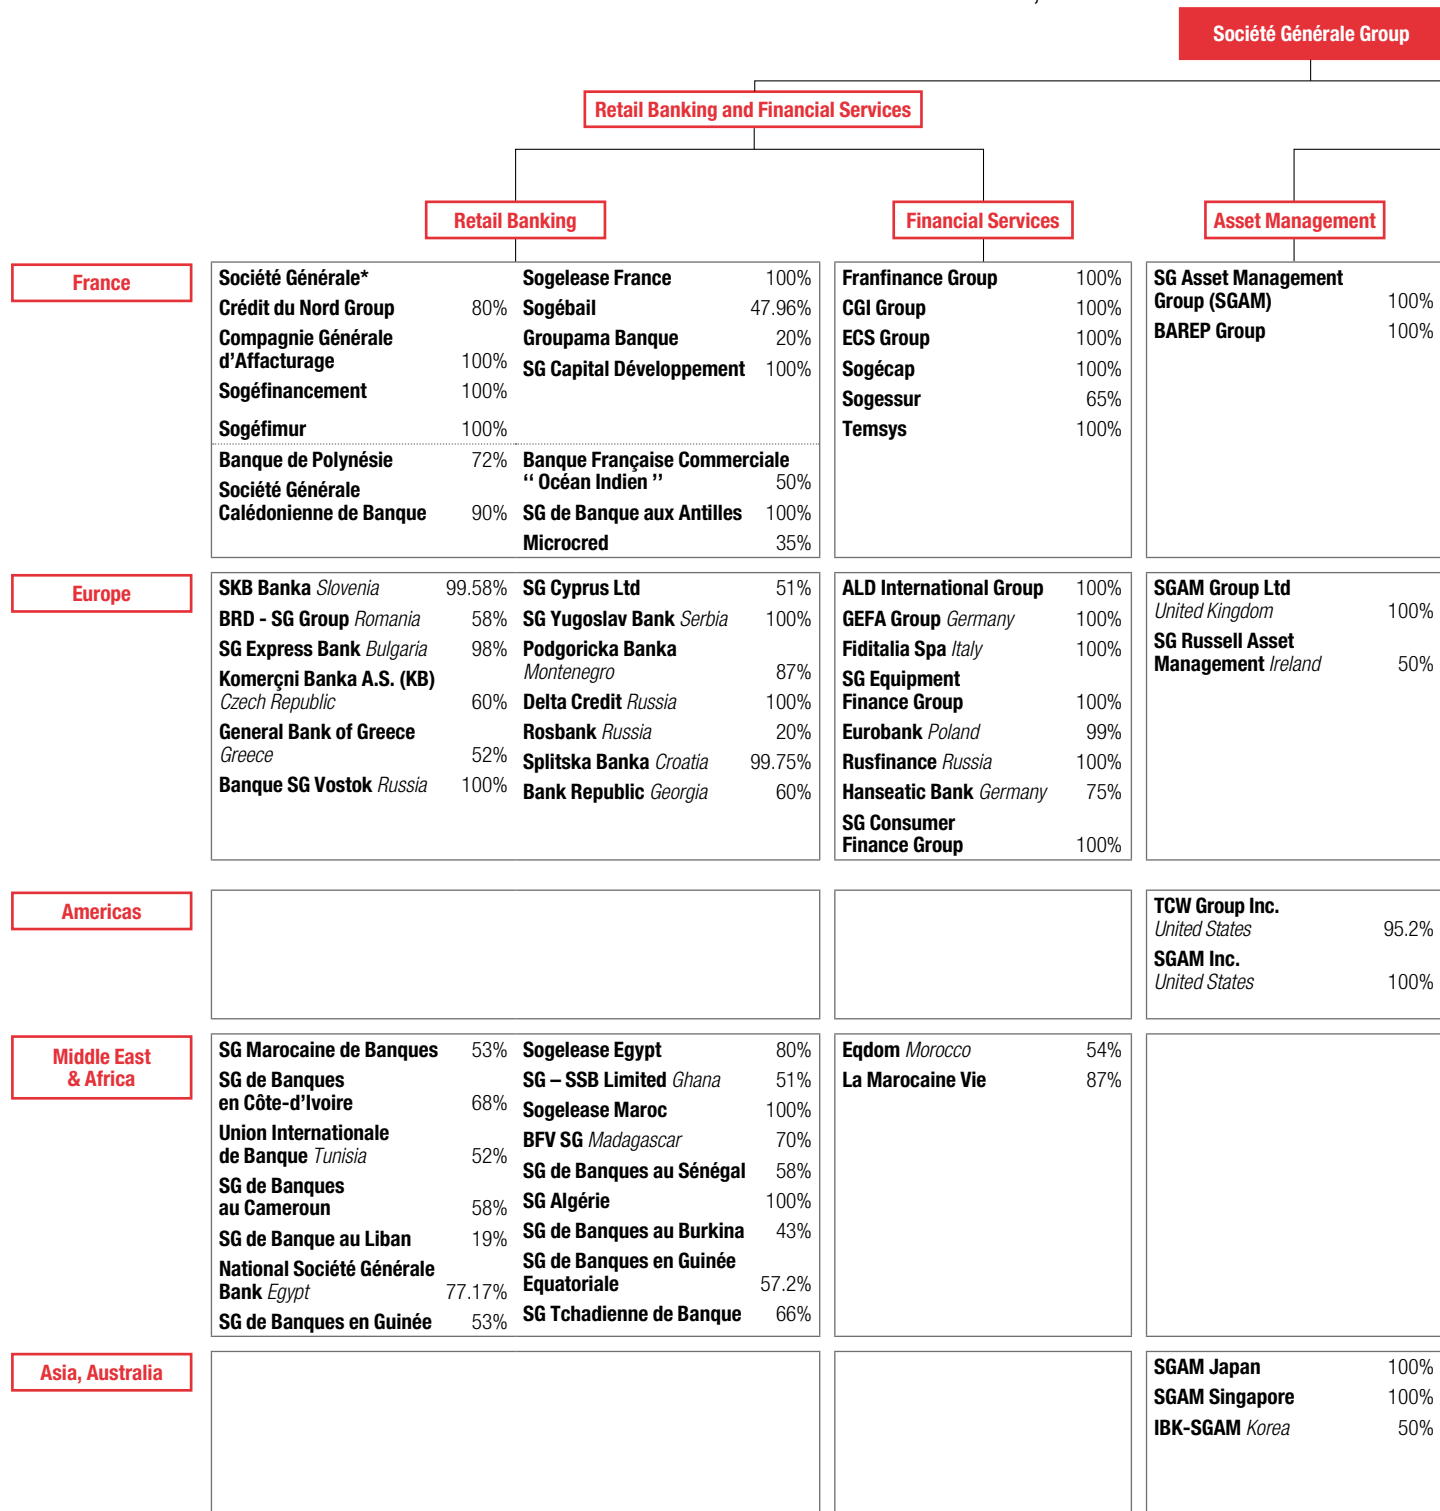 Société Générale Group
Retail Banking and Financial Services
Retail Banking
Financial Services
Asset Management
France
Société Générale*
Crédit du Nord Group 80%
Compagnie Générale
d'Affacturage 100%
Sogéfinancement 100%
Sogéfimur 100%
Banque de Polynésie 72%
Société Générale
Calédonienne de Banque 90%
Sogelease France 100%
Sogébail 47.96%
Groupama Banque 20%
SG Capital Développement 100%
Banque Française Commerciale
‘‘ Océan Indien ’’ 50%
SG de Banque aux Antilles 100%
Microcred 35%
Franfinance Group 100%
CGI Group 100%
ECS Group 100%
Sogécap 100%
Sogessur 65%
Temsys 100%
SG Asset Management
Group (SGAM) 100%
BAREP Group 100%
Europe
SKB Banka Slovenia 99.58%
BRD - SG Group Romania 58%
SG Express Bank Bulgaria 98%
Komerçni Banka A.S. (KB)
Czech Republic 60%
General Bank of Greece
Greece 52%
Banque SG Vostok Russia 100%
SG Cyprus Ltd 51%
SG Yugoslav Bank Serbia 100%
Podgoricka Banka
Montenegro 87%
Delta Credit Russia 100%
Rosbank Russia 20%
Splitska Banka Croatia 99.75%
Bank Republic Georgia 60%
ALD International Group 100%
GEFA Group Germany 100%
Fiditalia Spa Italy 100%
SG Equipment
Finance Group 100%
Eurobank Poland 99%
Rusfinance Russia 100%
Hanseatic Bank Germany 75%
SG Consumer
Finance Group 100%
SGAM Group Ltd
United Kingdom 100%
SG Russell Asset
Management Ireland 50%
Americas
TCW Group Inc.
United States 95.2%
SGAM Inc.
United States 100%
Middle East
& Africa
SG Marocaine de Banques 53%
SG de Banques
en Côte-d'Ivoire 68%
Union Internationale
de Banque Tunisia 52%
SG de Banques
au Cameroun 58%
SG de Banque au Liban 19%
National Société Générale
Bank Egypt 77.17%
SG de Banques en Guinée 53%
Sogelease Egypt 80%
SG – SSB Limited Ghana 51%
Sogelease Maroc 100%
BFV SG Madagascar 70%
SG de Banques au Sénégal 58%
SG Algérie 100%
SG de Banques au Burkina 43%
SG de Banques en Guinée
Equatoriale 57.2%
SG Tchadienne de Banque 66%
Eqdom Morocco 54%
La Marocaine Vie 87%
Asia, Australia
SGAM Japan 100%
SGAM Singapore 100%
IBK-SGAM Korea 50%